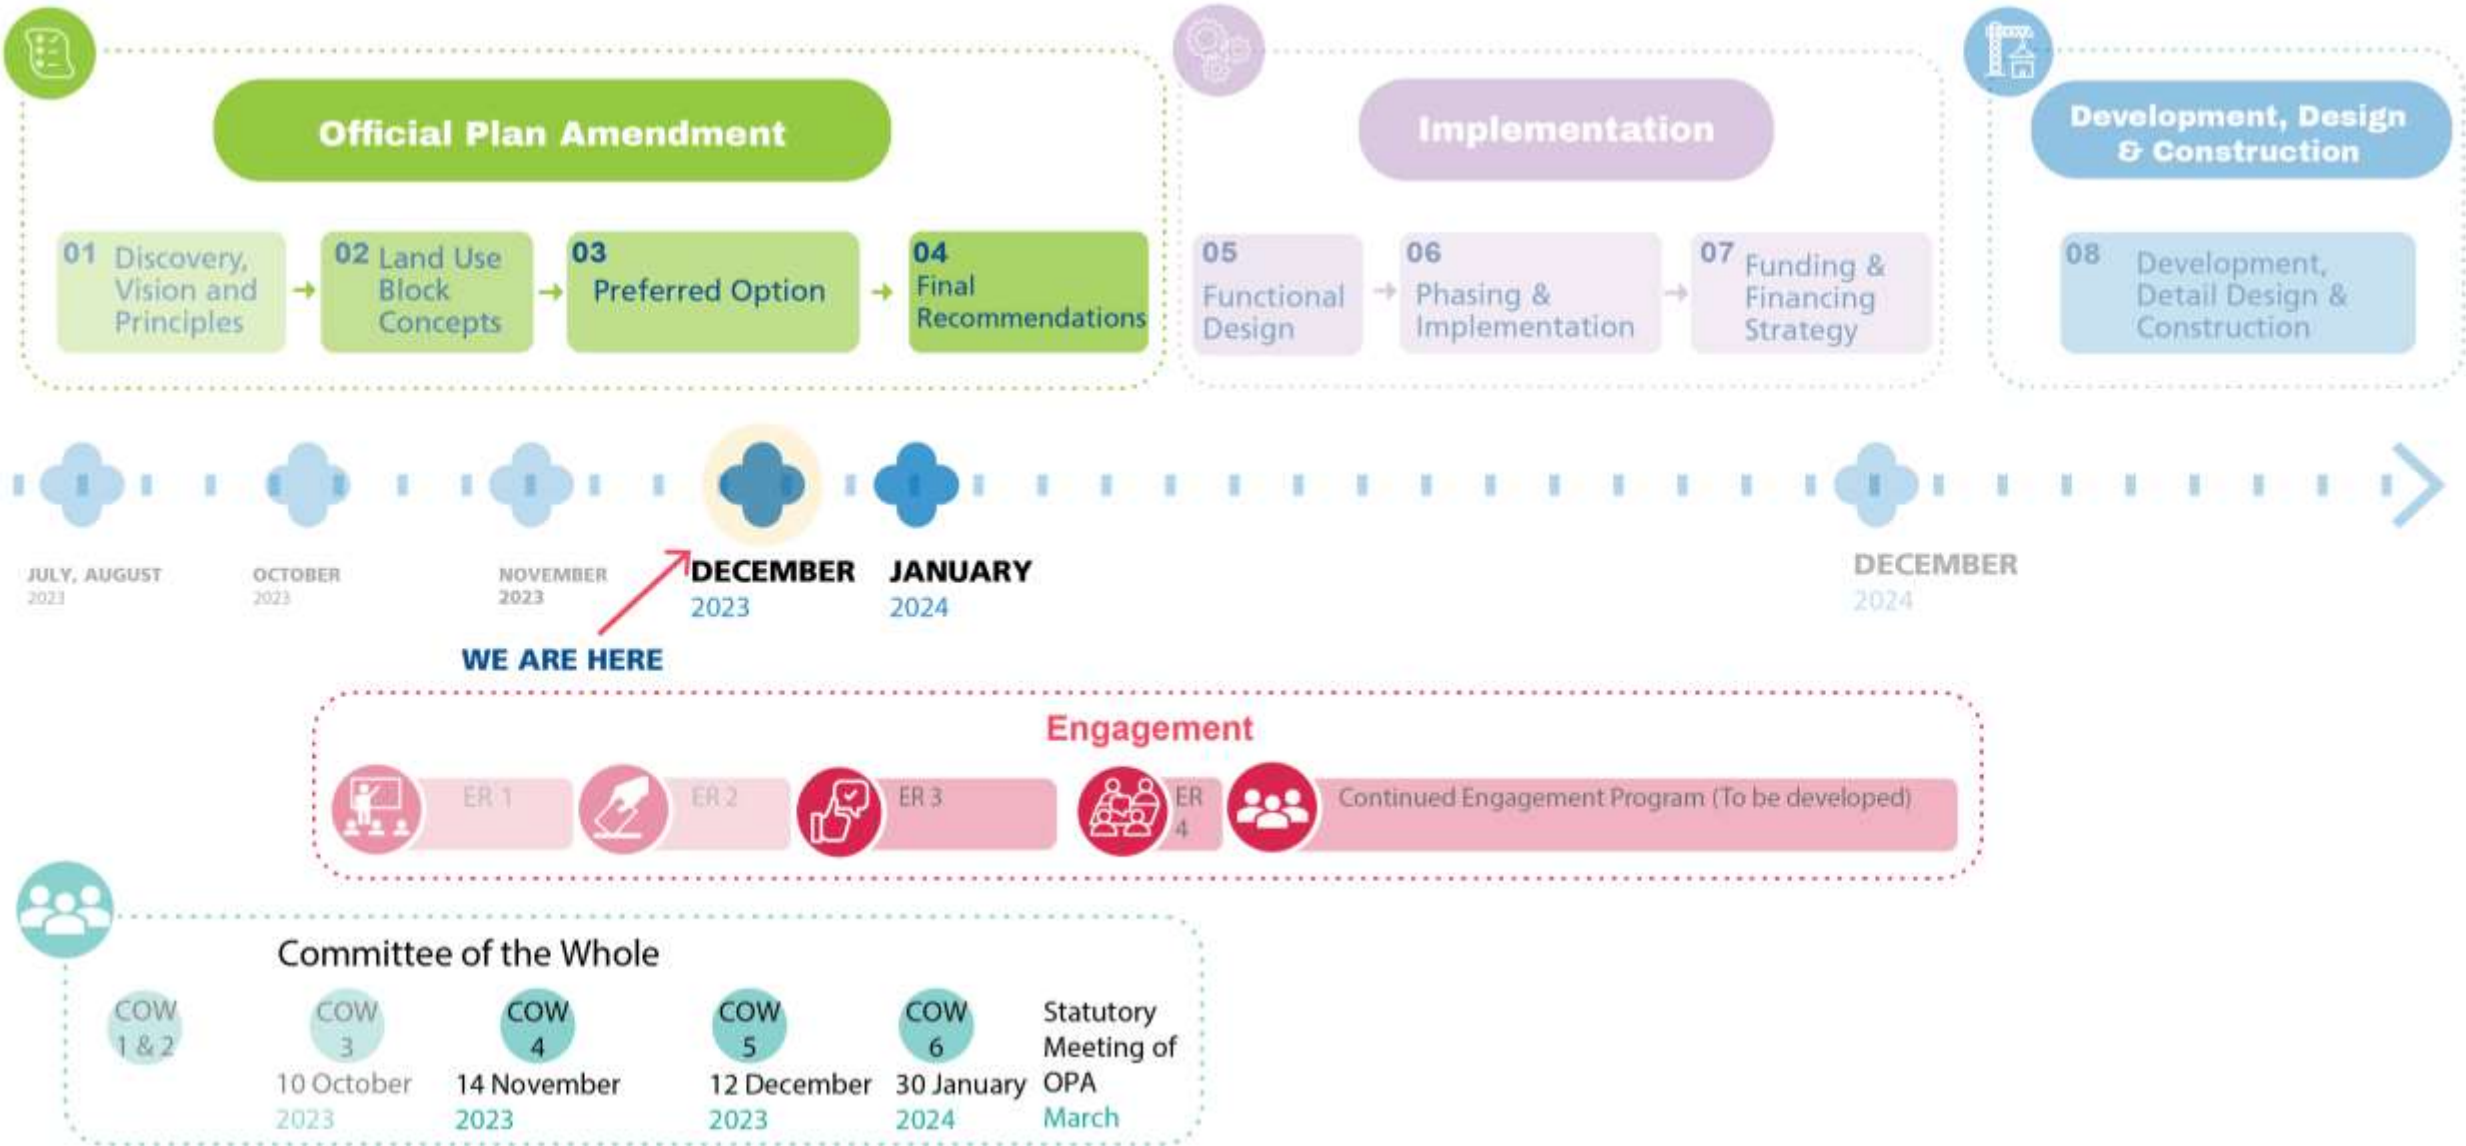 Official Plan Amendment
01 Discovery,
Vision and
Principles
02 Land Use
Block
Concepts
03
Preferred Option
04
Final
Recommendations
Implementation
05
Functional
Design
06
Phasing &
Implementation
07 Funding &
Financing
Strategy
Development, Design
& Construction
08 Development,
Detail Design &
Construction
JULY, AUGUST
2023
OCTOBER
2023
NOVEMBER
2023
DECEMBER
2023
JANUARY
2024
DECEMBER
2024
WE ARE HERE
Engagement
ER 1
ER 2
ER 3
ER
4
Continued Engagement Program (To be developed)
Committee of the Whole
COW
1 & 2
COW
3
10 October
2023
COW
4
14 November
2023
COW
5
12 December
2023
COW
6
30 January
2024
Statutory
Meeting of
OPA
March